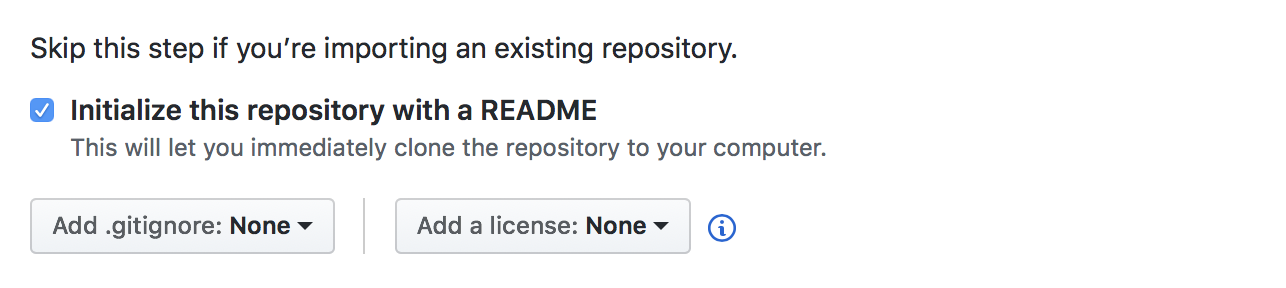 Skip this step if you’re importing an existing repository.
Initialize this repository with a README
This will let you immediately clone the repository to your computer.
Add .gitignore: None Add a license: None